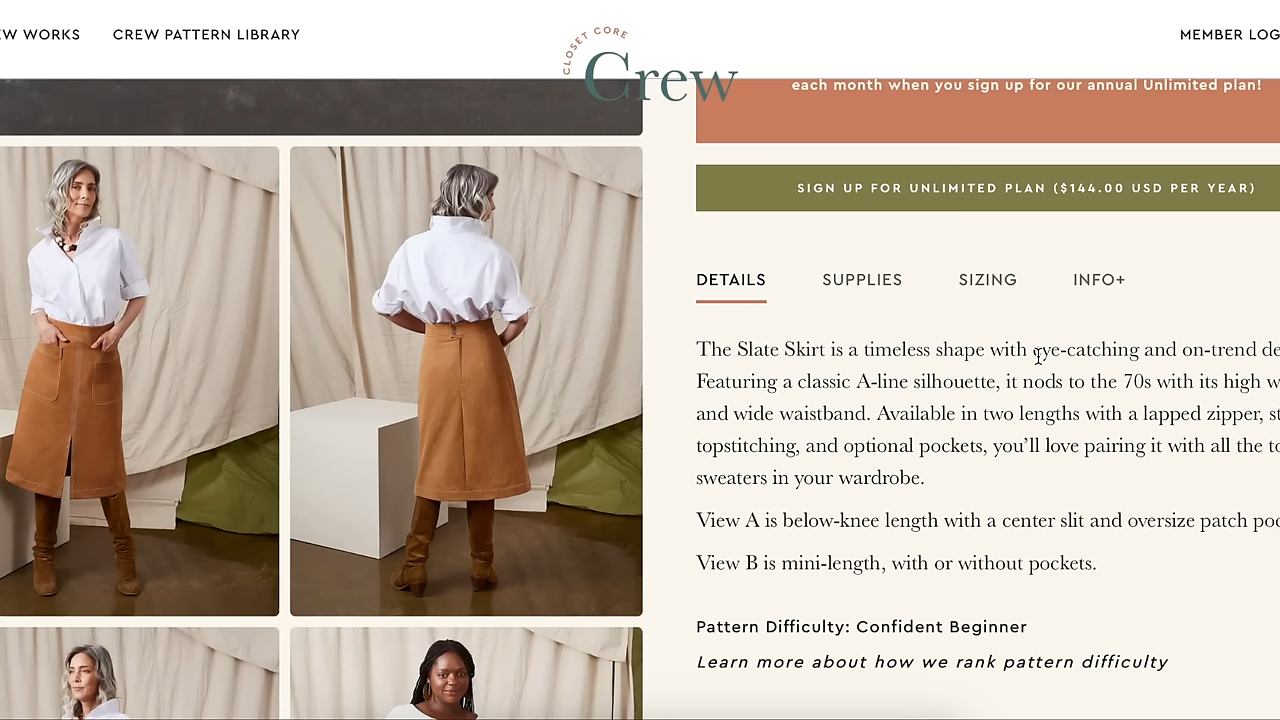 EW WORKS
CREW PATTERN LIBRARY
CLOSET CORE
Crew
MEMBER LOG
each month when you sign up for our annual Unlimited plan!
SIGN UP FOR UNLIMITED PLAN ($144.00 USD PER YEAR)
DETAILS
SUPPLIES
SIZING
INFO+
The Slate Skirt is a timeless shape with eye-catching and on-trend de
Featuring a classic A-line silhouette, it nods to the 70s with its high w
and wide waistband. Available in two lengths with a lapped zipper, st
topstitching, and optional pockets, you’ll love pairing it with all the to
sweaters in your wardrobe.
View A is below-knee length with a center slit and oversize patch poc
View B is mini-length, with or without pockets.
Pattern Difficulty: Confident Beginner
Learn more about how we rank pattern difficulty